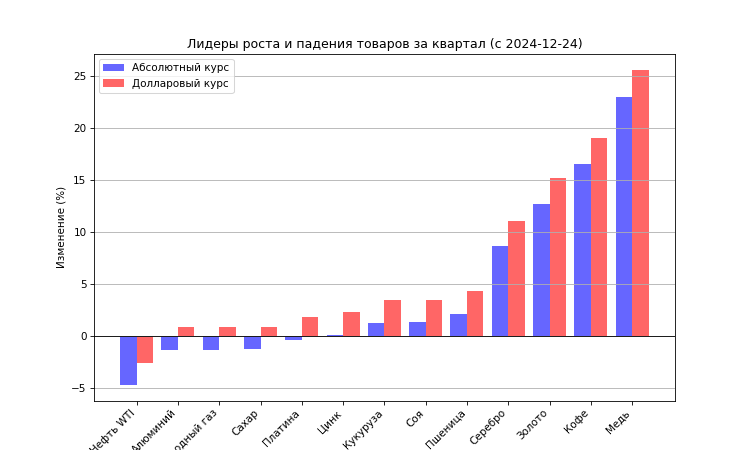 Лидеры роста и падения товаров за квартал (с 2024-12-24)
Абсолютный курс
Долларовый курс
Изменение (%)
25
20
15
10
5
0
−5
Нефть WTI
Алюминий
одный газ
Сахар
Платина
Цинк
Кукуруза
Соя
Пшеница
Серебро
Золото
Кофе
Медь